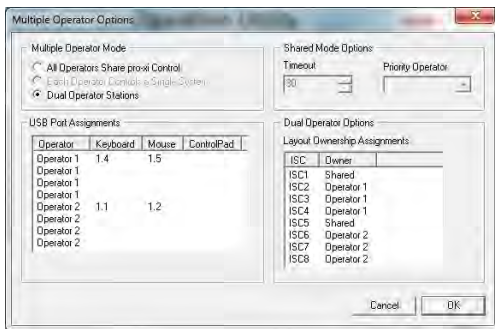 Multiple Operator Options
Multiple Operator Mode
All Operators Share pro-xi Control
Each Operator Controls a Single System
Dual Operator Stations
Shared Mode Options
Timeout
Priority Operator
30
USB Port Assignments
Operator Keyboard Mouse ControlPad
Operator 1 1.4 1.5
Operator 1
Operator 1
Operator 1
Operator 2 1.1 1.2
Operator 2
Operator 2
Operator 2
Dual Operator Options
Layout Ownership Assignments
ISC Owner
ISC1 Shared
ISC2 Operator 1
ISC3 Operator 1
ISC4 Operator 1
ISC5 Shared
ISC6 Operator 2
ISC7 Operator 2
ISC8 Operator 2
Cancel
OK